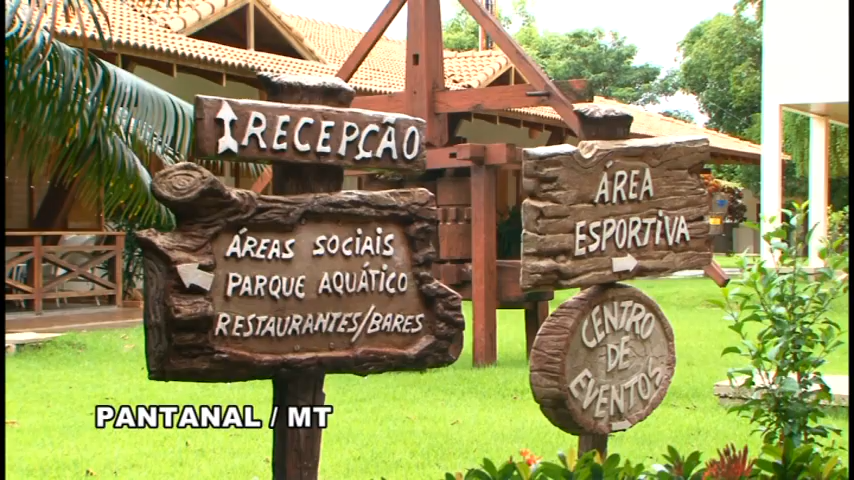 RECEPÇÃO
ÁREAS SOCIAIS
PARQUE AQUÁTICO
RESTAURANTES/BARES
ÁREA
ESPORTIVA
CENTRO
DE
EVENTOS
PANTANAL / MT